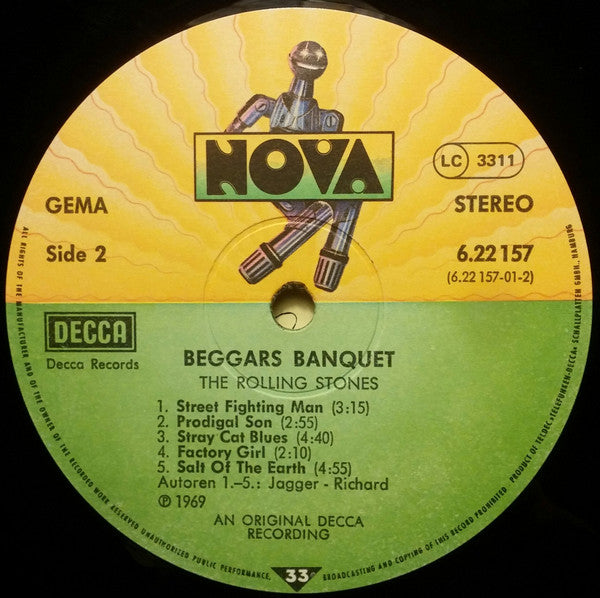 NOVA
LC 3311
GEMA
STEREO
Side 2
6.22 157
(6.22 157-01-2)
DECCA
Decca Records
BEGGARS BANQUET
THE ROLLING STONES
1. Street Fighting Man (3:15)
2. Prodigal Son (2:55)
3. Stray Cat Blues (4:40)
4. Factory Girl (2:10)
5. Salt Of The Earth (4:55)
Autoren 1.–5.: Jagger - Richard
℗ 1969
AN ORIGINAL DECCA
RECORDING
33
ALL RIGHTS OF THE MANUFACTURER AND OF THE OWNER OF THE RECORDED WORK RESERVED UNAUTHORIZED PUBLIC PERFORMANCE, BROADCASTING AND COPYING OF THIS RECORD PROHIBITED. PRODUCT OF TELDEC »TELEFUNKEN-DECCA« SCHALLPLATTEN GMBH., HAMBURG